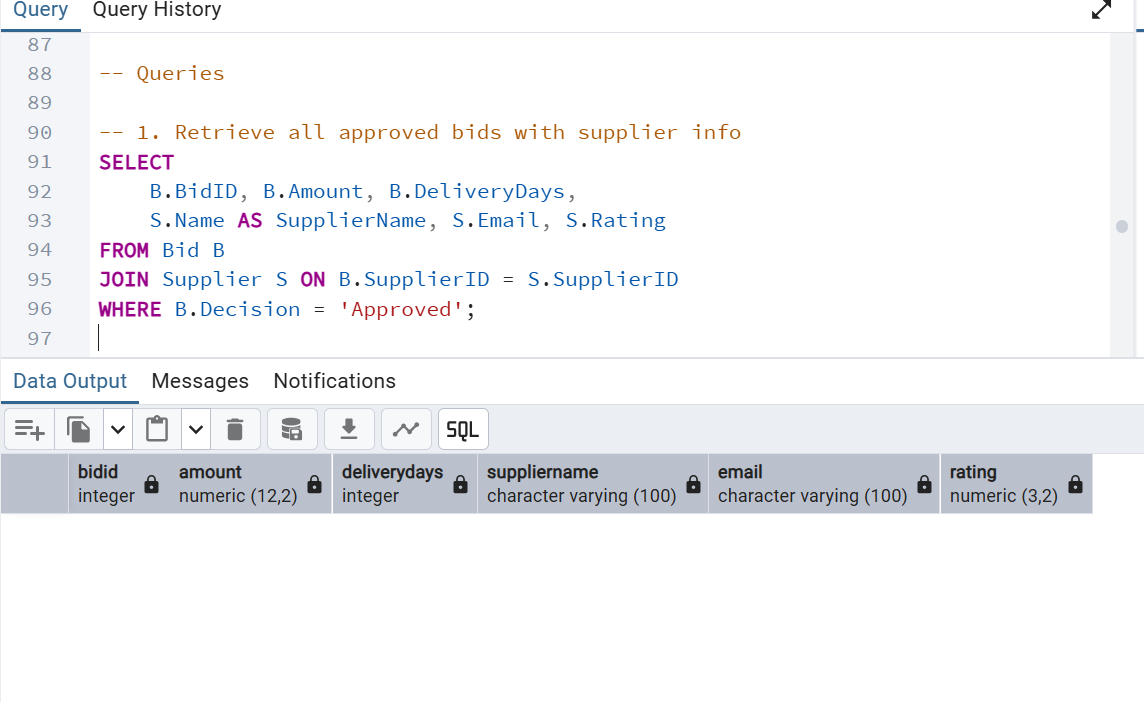 Query Query History
87
88 -- Queries
89
90 -- 1. Retrieve all approved bids with supplier info
91 SELECT
92 B.BidID, B.Amount, B.DeliveryDays,
93 S.Name AS SupplierName, S.Email, S.Rating
94 FROM Bid B
95 JOIN Supplier S ON B.SupplierID = S.SupplierID
96 WHERE B.Decision = 'Approved';
97
Data Output Messages Notifications
SQL
bidid amount deliverydays suppliername email rating
integer numeric (12,2) integer character varying (100) character varying (100) numeric (3,2)